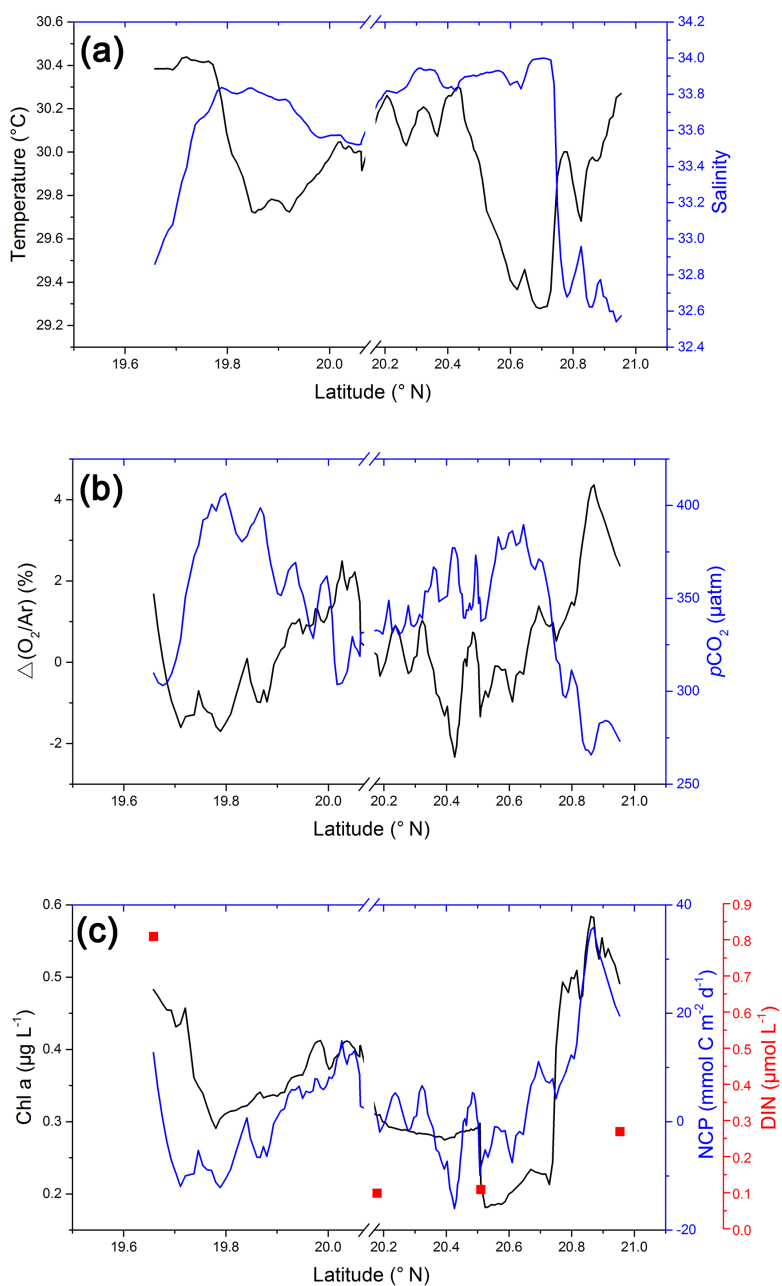 (a)
30.6
30.4
30.2
30.0
29.8
29.6
29.4
29.2
Temperature (°C)
34.2
34.0
33.8
33.6
33.4
33.2
33.0
32.8
32.6
32.4
Salinity
19.6 19.8 20.0 20.2 20.4 20.6 20.8 21.0
Latitude (° N)
(b)
4
2
0
-2
△(O₂/Ar) (%)
400
350
300
250
pCO₂ (µatm)
19.6 19.8 20.0 20.2 20.4 20.6 20.8 21.0
Latitude (° N)
(c)
0.6
0.5
0.4
0.3
0.2
Chl a (µg L⁻¹)
40
20
0
-20
NCP (mmol C m⁻² d⁻¹)
0.9
0.8
0.7
0.6
0.5
0.4
0.3
0.2
0.1
0.0
DIN (µmol L⁻¹)
19.6 19.8 20.0 20.2 20.4 20.6 20.8 21.0
Latitude (° N)